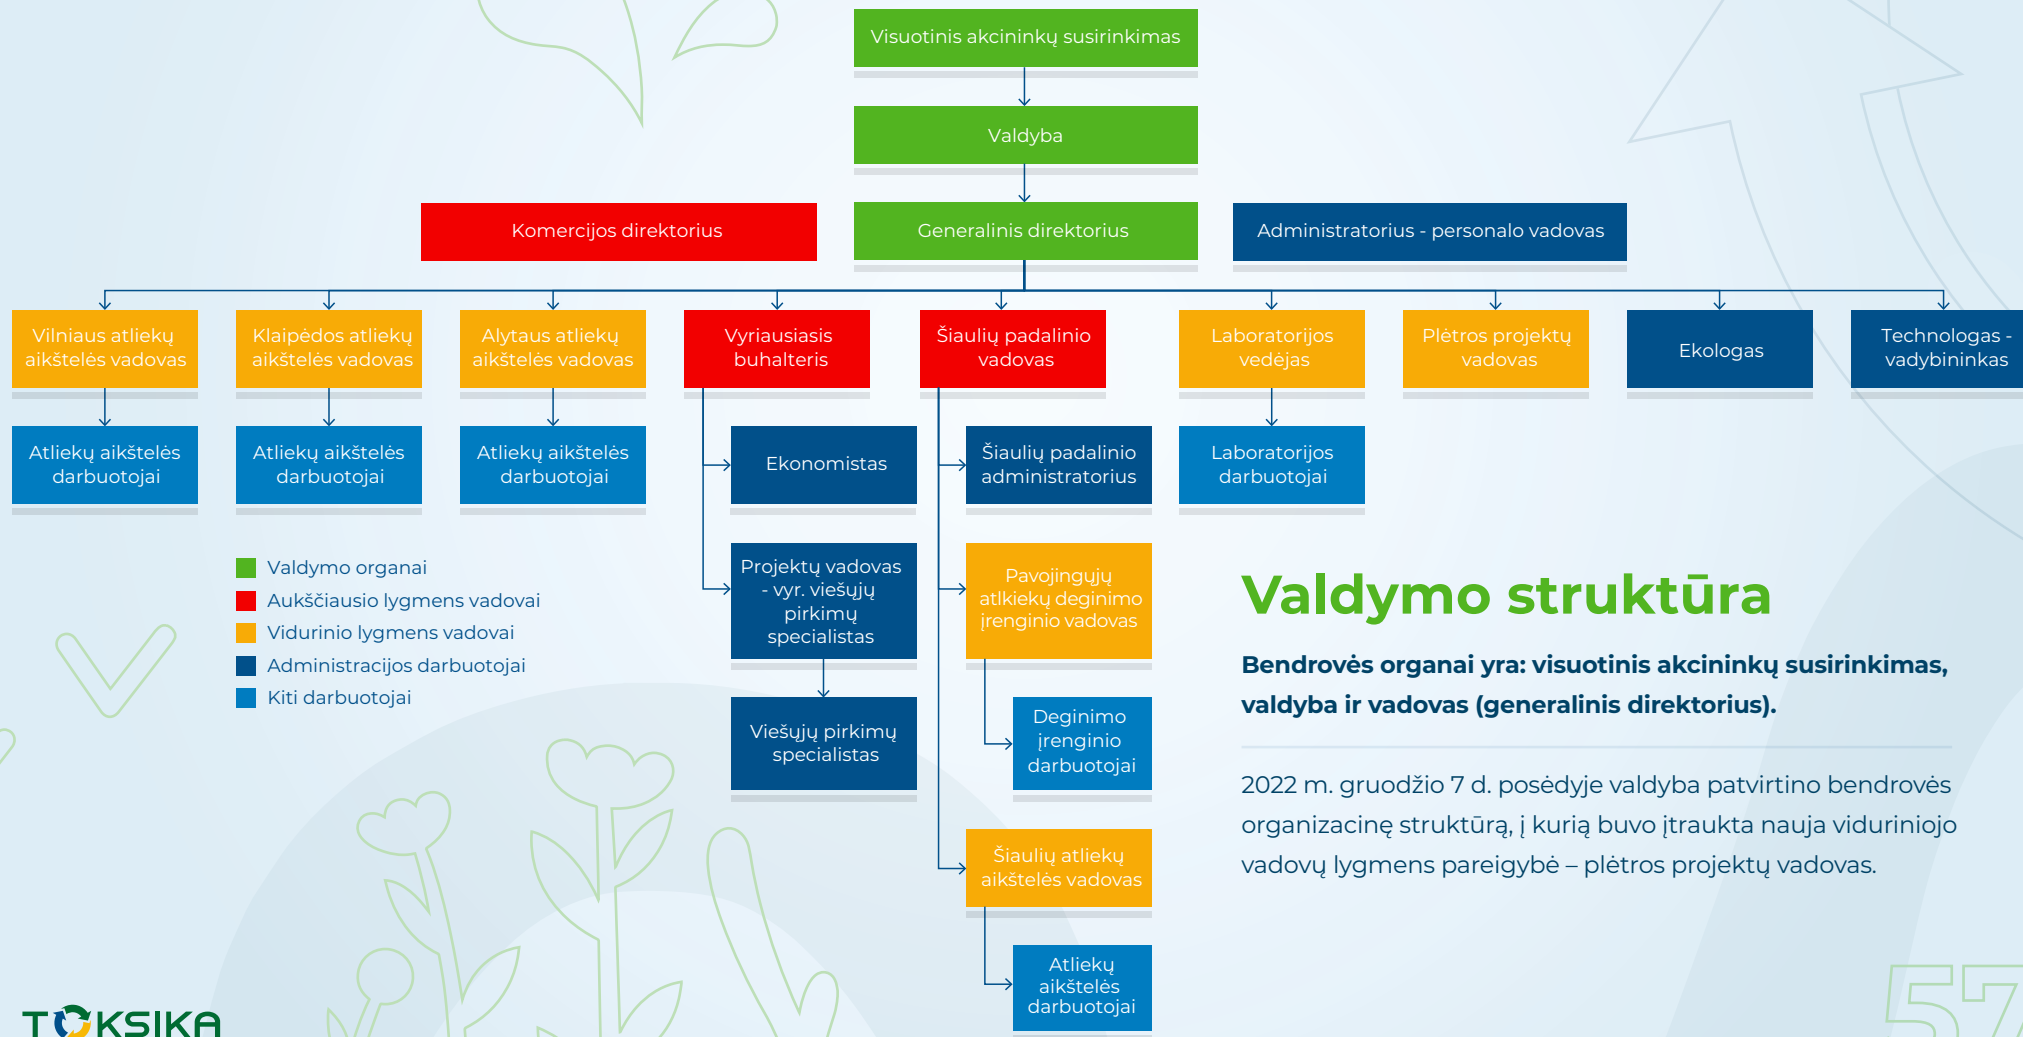 Visuotinis akcininkų susirinkimas
Valdyba
Komercijos direktorius
Generalinis direktorius
Administratorius - personalo vadovas
Vilniaus atliekų
aikštelės vadovas
Klaipėdos atliekų
aikštelės vadovas
Alytaus atliekų
aikštelės vadovas
Vyriausiasis
buhalteris
Šiaulių padalinio
vadovas
Laboratorijos
vedėjas
Plėtros projektų
vadovas
Ekologas
Technologas -
vadybininkas
Atliekų aikštelės
darbuotojai
Atliekų aikštelės
darbuotojai
Atliekų aikštelės
darbuotojai
Ekonomistas
Šiaulių padalinio
administratorius
Laboratorijos
darbuotojai
Projektų vadovas
- vyr. viešųjų
pirkimų
specialistas
Pavojingųjų
atlkiekų deginimo
įrenginio vadovas
Viešųjų pirkimų
specialistas
Deginimo
įrenginio
darbuotojai
Šiaulių atliekų
aikštelės vadovas
Atliekų
aikštelės
darbuotojai
Valdymo organai
Aukščiausio lygmens vadovai
Vidurinio lygmens vadovai
Administracijos darbuotojai
Kiti darbuotojai
Valdymo struktūra
Bendrovės organai yra: visuotinis akcininkų susirinkimas,
valdyba ir vadovas (generalinis direktorius).
2022 m. gruodžio 7 d. posėdyje valdyba patvirtino bendrovės
organizacinę struktūrą, į kurią buvo įtraukta nauja viduriniojo
vadovų lygmens pareigybė – plėtros projektų vadovas.
TOKSIKA
57